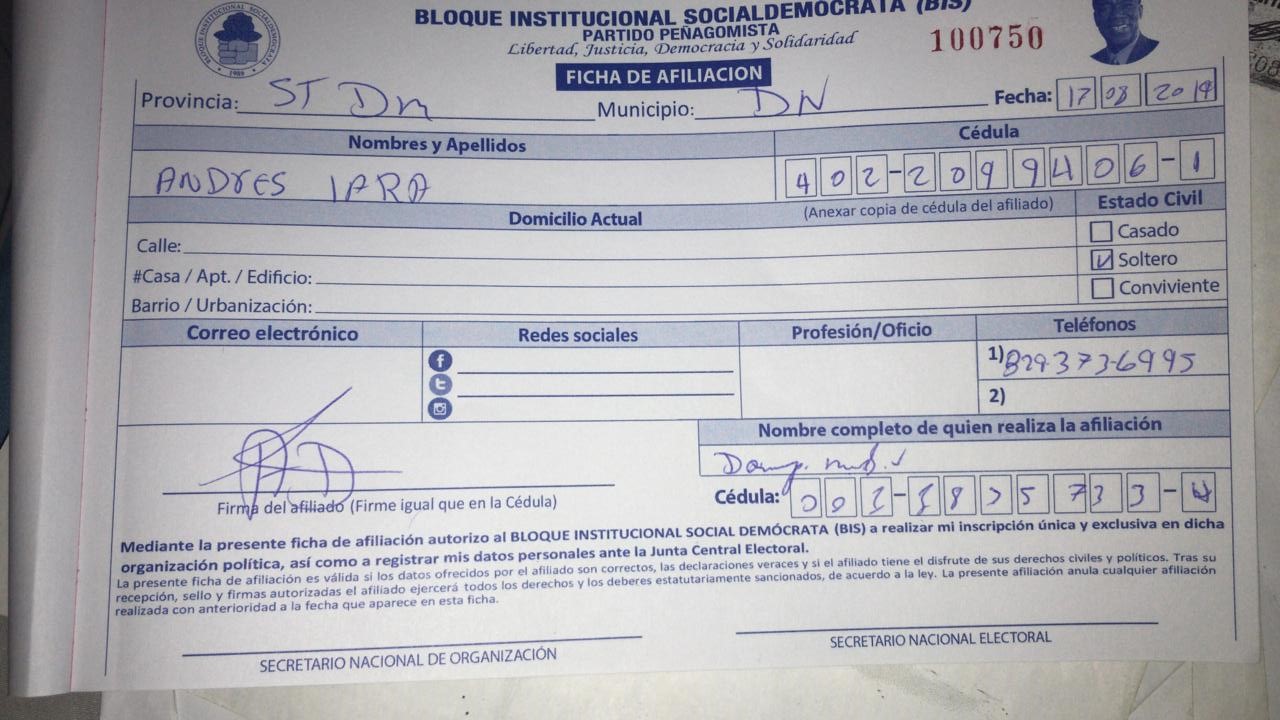 BLOQUE INSTITUCIONAL SOCIALDEMÓCRATA (BIS)
PARTIDO PEÑAGOMISTA
Libertad, Justicia, Democracia y Solidaridad
100750
BLOQUE INSTITUCIONAL SOCIALDEMOCRATA
1989
FICHA DE AFILIACION
Provincia: ST Dm Municipio: DN Fecha: 17 08 2019
Nombres y Apellidos Cédula
ANDRES IARA 402-2099406-1
Domicilio Actual (Anexar copia de cédula del afiliado) Estado Civil
Calle: Casado
#Casa / Apt. / Edificio: Soltero
Barrio / Urbanización: Conviviente
Correo electrónico Redes sociales Profesión/Oficio Teléfonos
1) 829-373-6995
2)
Nombre completo de quien realiza la afiliación
Cédula: 001-1825733-4
Firma del afiliado (Firme igual que en la Cédula)
Mediante la presente ficha de afiliación autorizo al BLOQUE INSTITUCIONAL SOCIAL DEMÓCRATA (BIS) a realizar mi inscripción única y exclusiva en dicha
organización política, así como a registrar mis datos personales ante la Junta Central Electoral.
La presente ficha de afiliación es válida si los datos ofrecidos por el afiliado son correctos, las declaraciones veraces y si el afiliado tiene el disfrute de sus derechos civiles y políticos. Tras su
recepción, sello y firmas autorizadas el afiliado ejercerá todos los derechos y los deberes estatutariamente sancionados, de acuerdo a la ley. La presente afiliación anula cualquier afiliación
realizada con anterioridad a la fecha que aparece en esta ficha.
SECRETARIO NACIONAL DE ORGANIZACIÓN SECRETARIO NACIONAL ELECTORAL